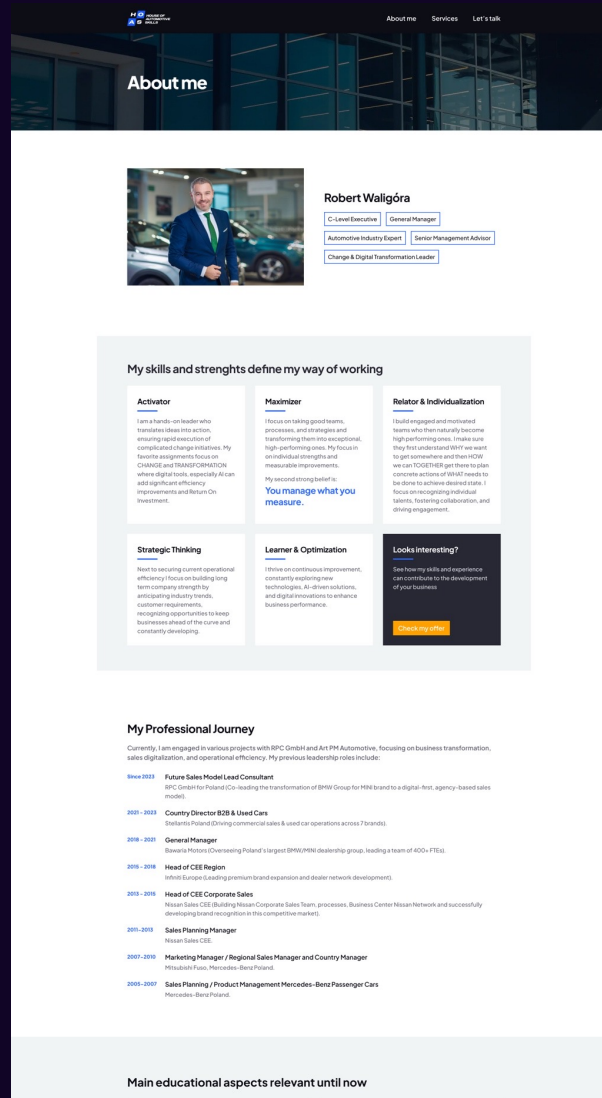 HO HOUSE OF
AUTOMOTIVE
AS SKILLS
About me Services Let's talk
About me
Robert Waligóra
C-Level Executive General Manager
Automotive Industry Expert Senior Management Advisor
Change & Digital Transformation Leader
My skills and strenghts define my way of working
Activator
I am a hands-on leader who
translates ideas into action,
ensuring rapid execution of
complicated change initiatives. My
favorite assignments focus on
CHANGE and TRANSFORMATION
where digital tools, especially AI can
add significant efficiency
improvements and Return On
Investment.
Maximizer
I focus on taking good teams,
processes, and strategies and
transforming them into exceptional,
high-performing ones. My focus in
on individual strengths and
measurable improvements.
My second strong belief is:
You manage what you
measure.
Relator & Individualization
I build engaged and motivated
teams who then naturally become
high performing ones. I make sure
they first understand WHY we want
to get somewhere and then HOW
we can TOGETHER get there to plan
concrete actions of WHAT needs to
be done to achieve desired state. I
focus on recognizing individual
talents, fostering collaboration, and
driving engagement.
Strategic Thinking
Next to securing current operational
efficiency I focus on building long
term company strength by
anticipating industry trends,
customer requirements,
recognizing opportunities to keep
businesses ahead of the curve and
constantly developing.
Learner & Optimization
I thrive on continuous improvement,
constantly exploring new
technologies, AI-driven solutions,
and digital innovations to enhance
business performance.
Looks interesting?
See how my skills and experience
can contribute to the development
of your business
Check my offer
My Professional Journey
Currently, I am engaged in various projects with RPC GmbH and Art PM Automotive, focusing on business transformation,
sales digitalization, and operational efficiency. My previous leadership roles include:
Since 2023 Future Sales Model Lead Consultant
RPC GmbH for Poland (Co-leading the transformation of BMW Group for MINI brand to a digital-first, agency-based sales
model).
2021 - 2023 Country Director B2B & Used Cars
Stellantis Poland (Driving commercial sales & used car operations across 7 brands).
2018 - 2021 General Manager
Bawaria Motors (Overseeing Poland's largest BMW/MINI dealership group, leading a team of 400+ FTEs).
2015 - 2018 Head of CEE Region
Infiniti Europe (Leading premium brand expansion and dealer network development).
2013 - 2015 Head of CEE Corporate Sales
Nissan Sales CEE (Building Nissan Corporate Sales Team, processes, Business Center Nissan Network and successfully
developing brand recognition in this competitive market).
2011-2013 Sales Planning Manager
Nissan Sales CEE.
2007-2010 Marketing Manager / Regional Sales Manager and Country Manager
Mitsubishi Fuso, Mercedes-Benz Poland.
2005-2007 Sales Planning / Product Management Mercedes-Benz Passenger Cars
Mercedes-Benz Poland.
Main educational aspects relevant until now